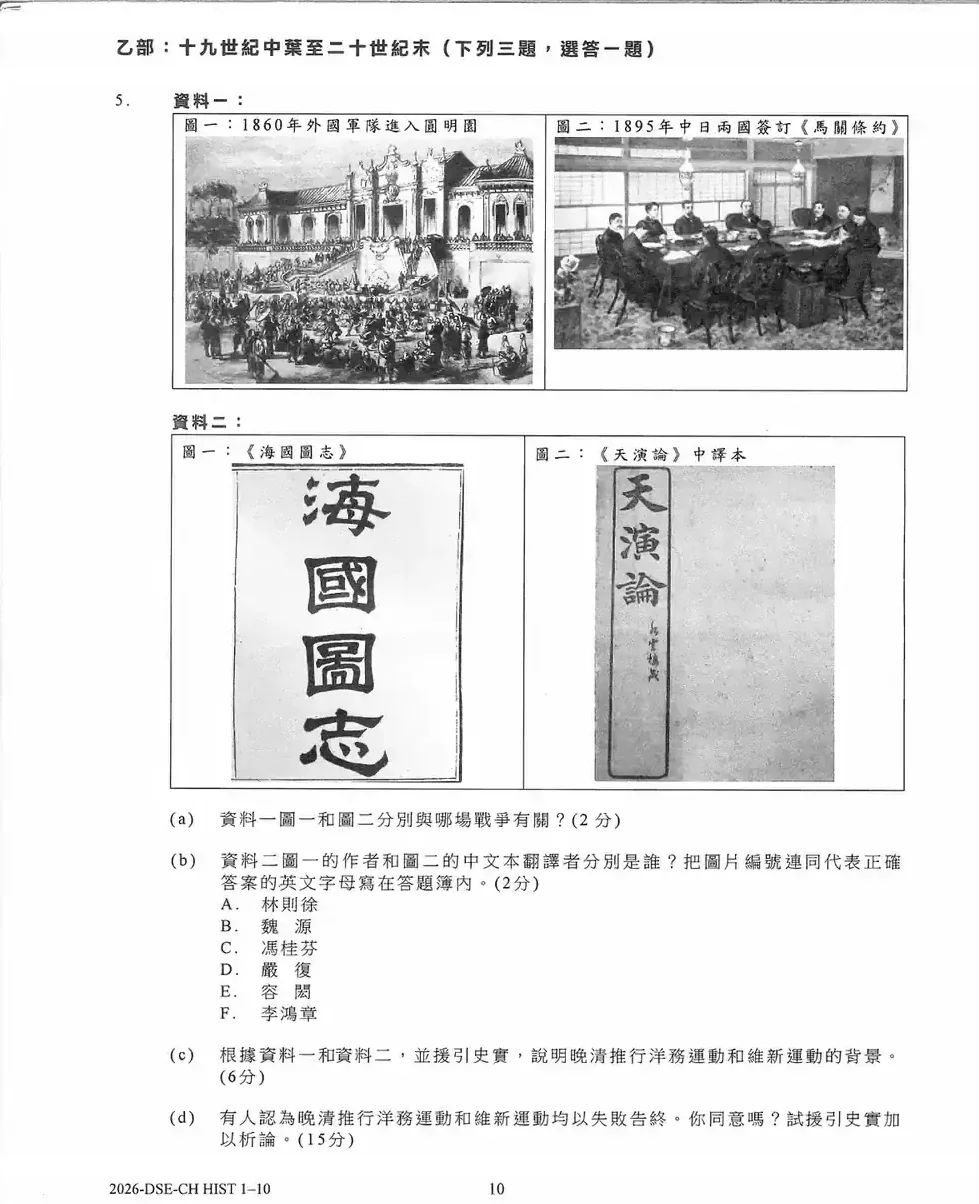 乙部：十九世紀中葉至二十世紀末（下列三題，選答一題）
5. 資料一：
圖一：1860年外國軍隊進入圓明園
圖二：1895年中日兩國簽訂《馬關條約》
資料二：
圖一：《海國圖志》
海
國
圖
志
圖二：《天演論》中譯本
天
演
論
(a) 資料一圖一和圖二分別與哪場戰爭有關？(2 分)
(b) 資料二圖一的作者和圖二的中文本翻譯者分別是誰？把圖片編號連同代表正確
答案的英文字母寫在答題簿內。(2分)
A. 林則徐
B. 魏　源
C. 馮桂芬
D. 嚴　復
E. 容　閎
F. 李鴻章
(c) 根據資料一和資料二，並援引史實，說明晚清推行洋務運動和維新運動的背景。
(6分)
(d) 有人認為晚清推行洋務運動和維新運動均以失敗告終。你同意嗎？試援引史實加
以析論。(15分)
2026-DSE-CH HIST 1–10
10